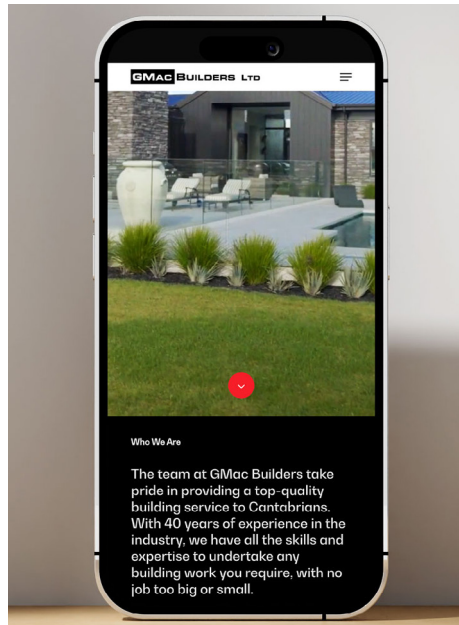 GMAC BUILDERS LTD
Who We Are
The team at GMac Builders take
pride in providing a top-quality
building service to Cantabrians.
With 40 years of experience in the
industry, we have all the skills and
expertise to undertake any
building work you require, with no
job too big or small.